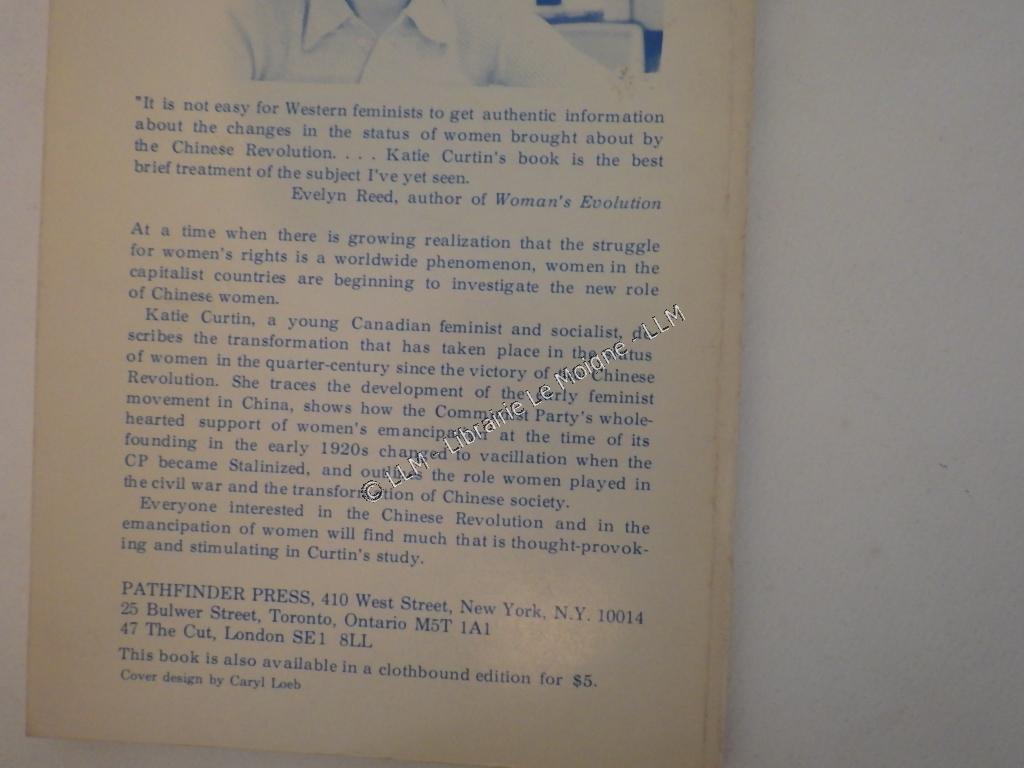 "It is not easy for Western feminists to get authentic information
about the changes in the status of women brought about by
the Chinese Revolution. . . . Katie Curtin's book is the best
brief treatment of the subject I've yet seen.
Evelyn Reed, author of Woman's Evolution
At a time when there is growing realization that the struggle
for women's rights is a worldwide phenomenon, women in the
capitalist countries are beginning to investigate the new role
of Chinese women.
Katie Curtin, a young Canadian feminist and socialist, de-
scribes the transformation that has taken place in the status
of women in the quarter-century since the victory of the Chinese
Revolution. She traces the development of the early feminist
movement in China, shows how the Communist Party's whole-
hearted support of women's emancipation at the time of its
founding in the early 1920s changed to vacillation when the
CP became Stalinized, and outlines the role women played in
the civil war and the transformation of Chinese society.
Everyone interested in the Chinese Revolution and in the
emancipation of women will find much that is thought-provok-
ing and stimulating in Curtin's study.
PATHFINDER PRESS, 410 West Street, New York, N.Y. 10014
25 Bulwer Street, Toronto, Ontario M5T 1A1
47 The Cut, London SE1 8LL
This book is also available in a clothbound edition for $5.
Cover design by Caryl Loeb
© LLM - Librairie Le Moidne - LLM